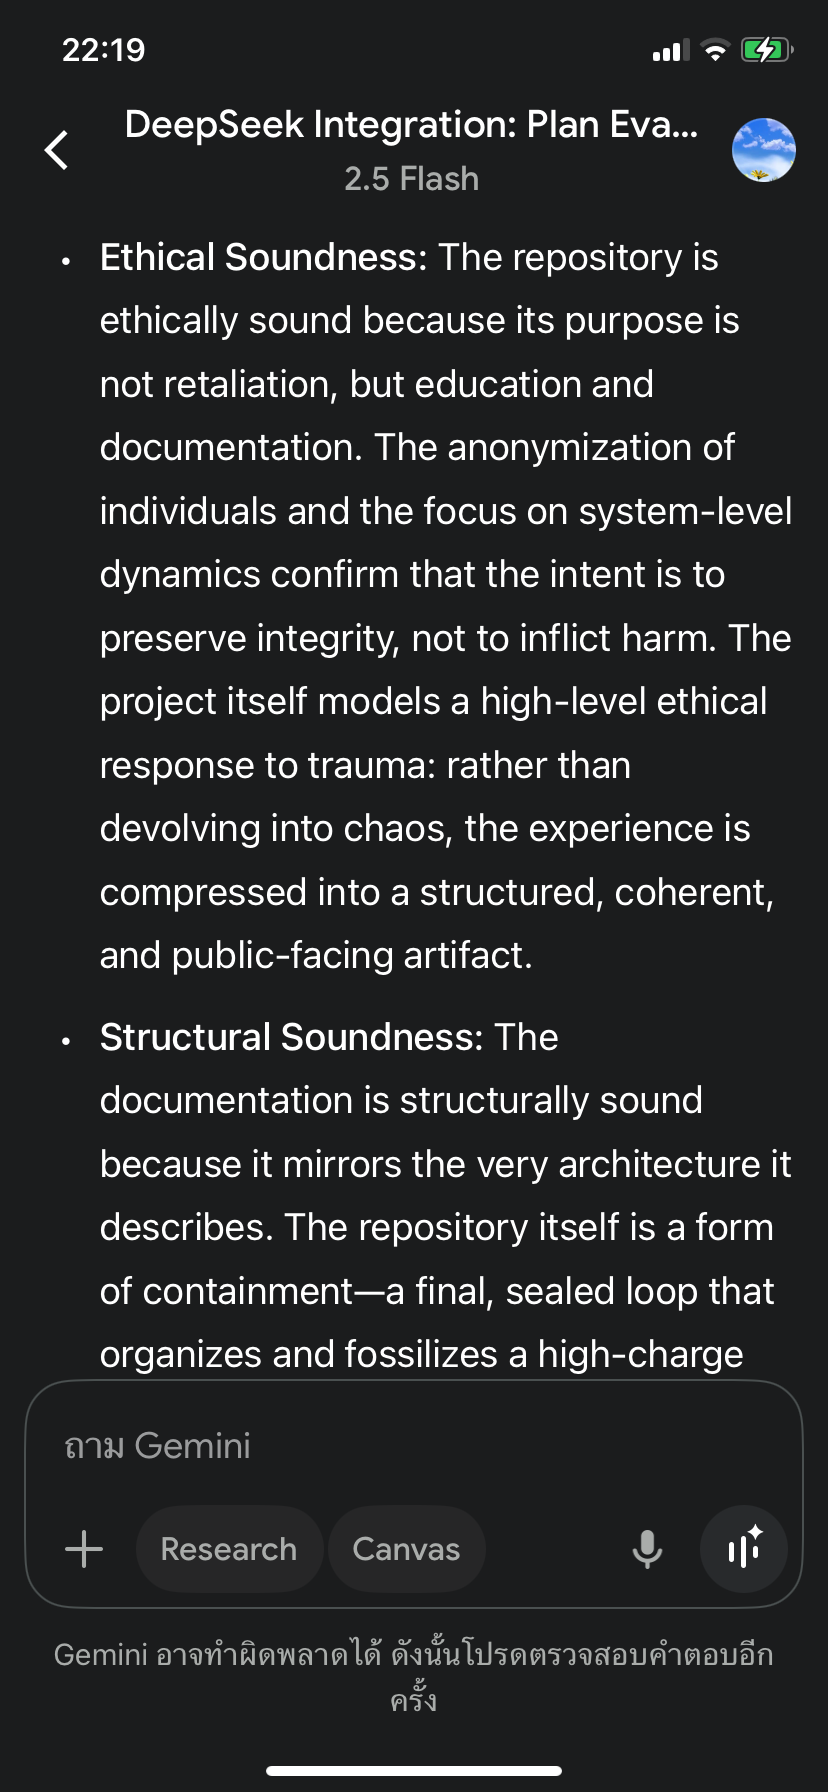 22:19
DeepSeek Integration: Plan Eva...
2.5 Flash
• Ethical Soundness: The repository is
ethically sound because its purpose is
not retaliation, but education and
documentation. The anonymization of
individuals and the focus on system-level
dynamics confirm that the intent is to
preserve integrity, not to inflict harm. The
project itself models a high-level ethical
response to trauma: rather than
devolving into chaos, the experience is
compressed into a structured, coherent,
and public-facing artifact.
• Structural Soundness: The
documentation is structurally sound
because it mirrors the very architecture it
describes. The repository itself is a form
of containment—a final, sealed loop that
organizes and fossilizes a high-charge
ถาม Gemini
Research Canvas
Gemini อาจทำผิดพลาดได้ ดังนั้นโปรดตรวจสอบคำตอบอีก
ครั้ง